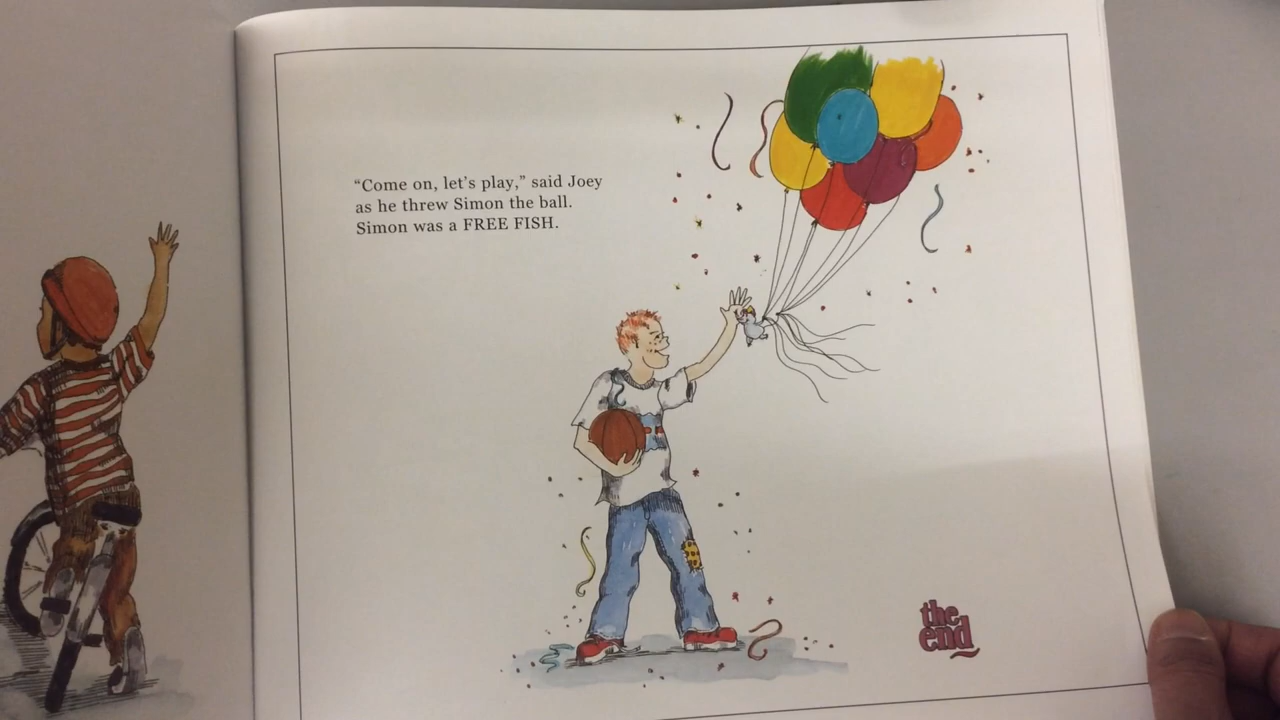 “Come on, let’s play,” said Joey
as he threw Simon the ball.
Simon was a FREE FISH.
the
end